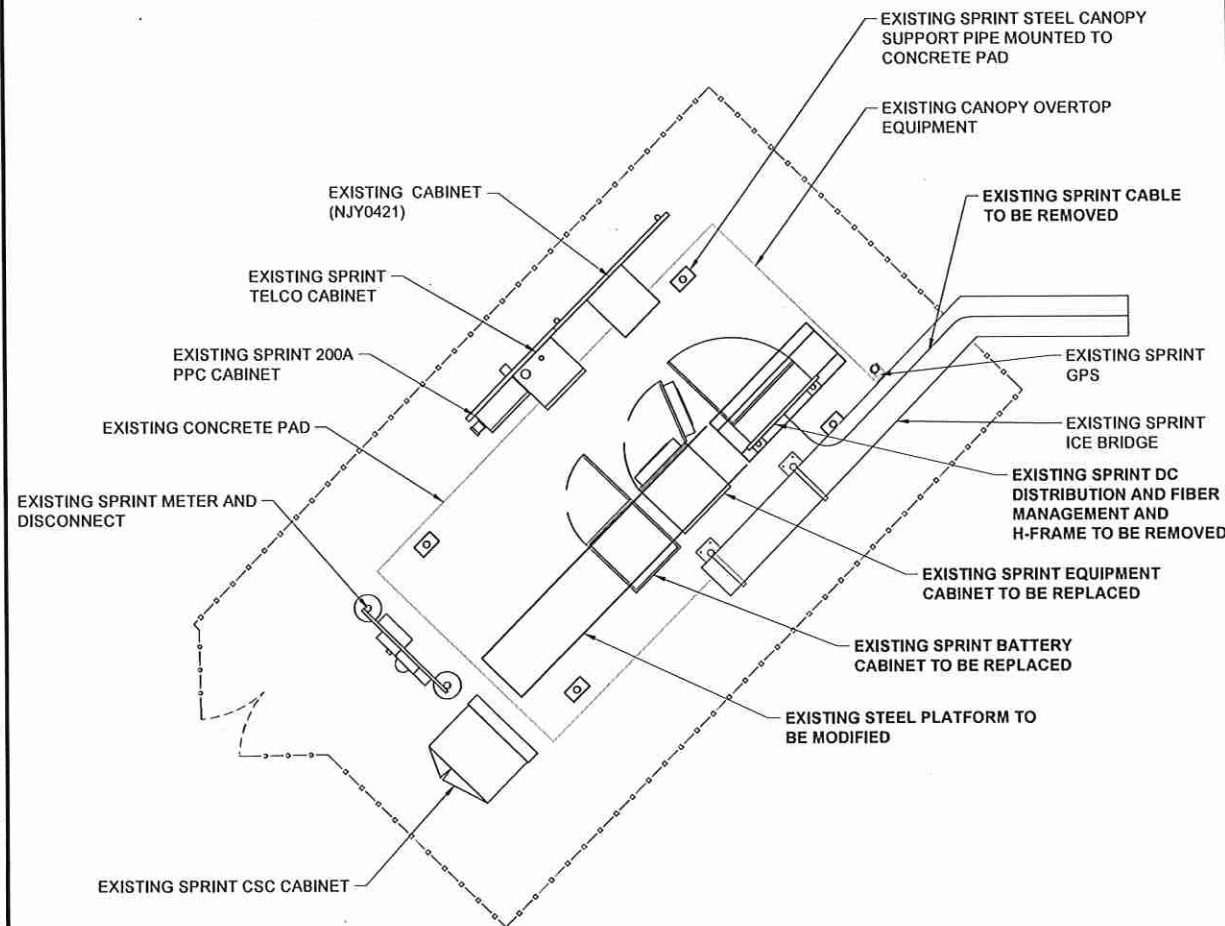 EXISTING SPRINT STEEL CANOPY
SUPPORT PIPE MOUNTED TO
CONCRETE PAD
EXISTING CANOPY OVERTOP
EQUIPMENT
EXISTING CABINET
(NJY0421)
EXISTING SPRINT CABLE
TO BE REMOVED
EXISTING SPRINT
TELCO CABINET
EXISTING SPRINT 200A
PPC CABINET
EXISTING SPRINT
GPS
EXISTING CONCRETE PAD
EXISTING SPRINT
ICE BRIDGE
EXISTING SPRINT METER AND
DISCONNECT
EXISTING SPRINT DC
DISTRIBUTION AND FIBER
MANAGEMENT AND
H-FRAME TO BE REMOVED
EXISTING SPRINT EQUIPMENT
CABINET TO BE REPLACED
EXISTING SPRINT BATTERY
CABINET TO BE REPLACED
EXISTING STEEL PLATFORM TO
BE MODIFIED
EXISTING SPRINT CSC CABINET